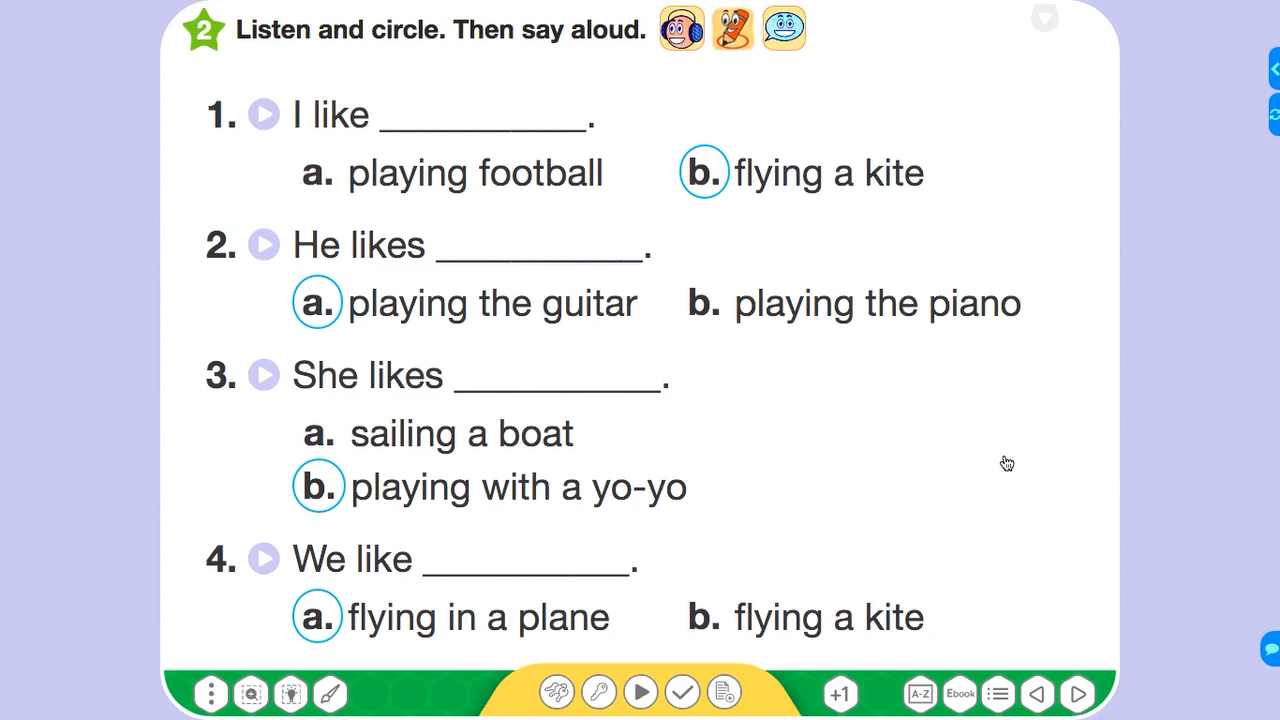 2 Listen and circle. Then say aloud.
1. I like ___________.
a. playing football b. flying a kite
2. He likes ___________.
a. playing the guitar b. playing the piano
3. She likes ___________.
a. sailing a boat
b. playing with a yo-yo
4. We like ___________.
a. flying in a plane b. flying a kite
+1 A-Z Ebook